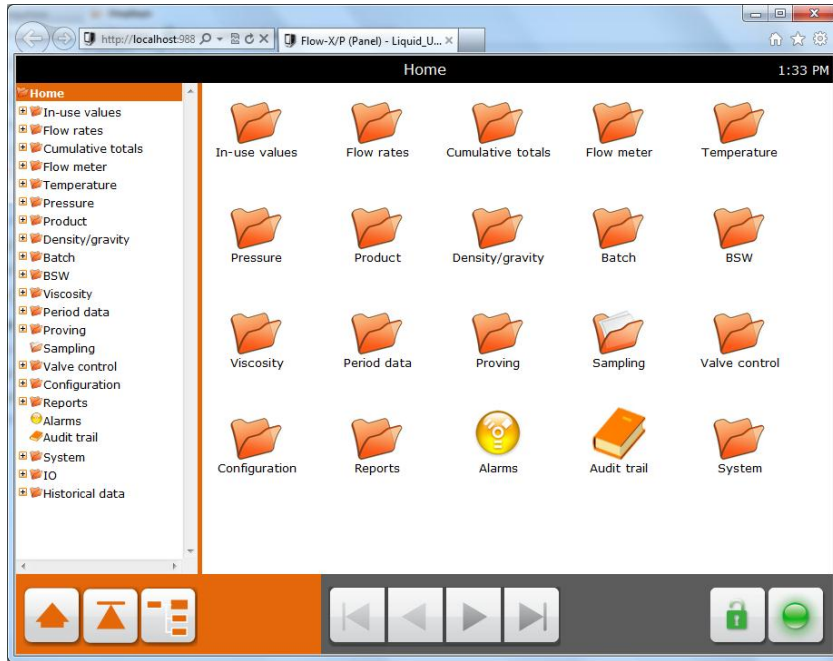 http://localhost:988
Flow-X/P (Panel) - Liquid_U...
Home
1:33 PM
Home
In-use values
Flow rates
Cumulative totals
Flow meter
Temperature
Pressure
Product
Density/gravity
Batch
BSW
Viscosity
Period data
Proving
Sampling
Valve control
Configuration
Reports
Alarms
Audit trail
System
IO
Historical data
In-use values Flow rates Cumulative totals Flow meter Temperature
Pressure Product Density/gravity Batch BSW
Viscosity Period data Proving Sampling Valve control
Configuration Reports Alarms Audit trail System